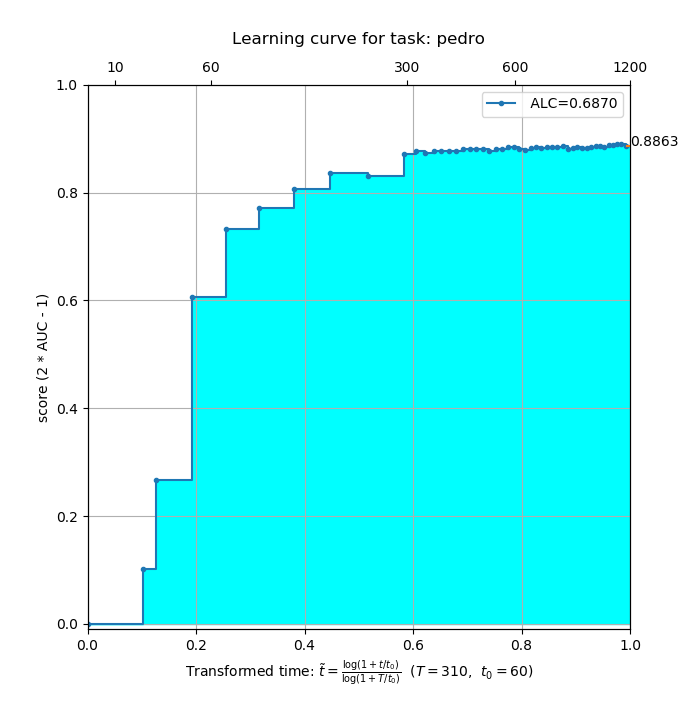 Learning curve for task: pedro
10 60 300 600 1200
ALC=0.6870
0.8863
1.0
0.8
0.6
0.4
0.2
0.0
score (2 * AUC - 1)
0.0 0.2 0.4 0.6 0.8 1.0
Transformed time: t̃ = log(1 + t/t₀) / log(1 + T/t₀) (T = 310, t₀ = 60)